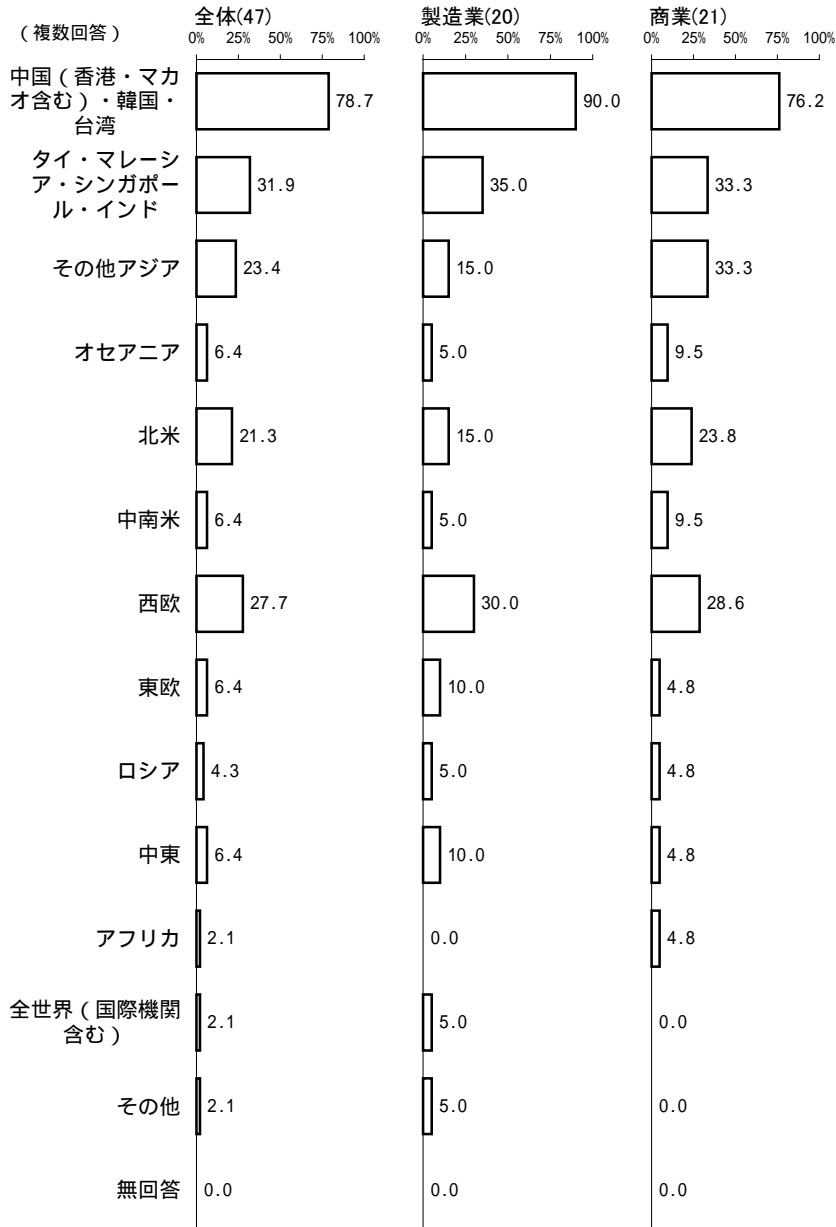 全体(47) 製造業(20) 商業(21)
（複数回答） 0% 25% 50% 75% 100% 0% 25% 50% 75% 100% 0% 25% 50% 75% 100%
中国（香港・マカ
オ含む）・韓国・
台湾
78.7 90.0 76.2
タイ・マレーシ
ア・シンガポー
ル・インド
31.9 35.0 33.3
その他アジア 23.4 15.0 33.3
オセアニア 6.4 5.0 9.5
北米 21.3 15.0 23.8
中南米 6.4 5.0 9.5
西欧 27.7 30.0 28.6
東欧 6.4 10.0 4.8
ロシア 4.3 5.0 4.8
中東 6.4 10.0 4.8
アフリカ 2.1 0.0 4.8
全世界（国際機関
含む）
2.1 5.0 0.0
その他 2.1 5.0 0.0
無回答 0.0 0.0 0.0